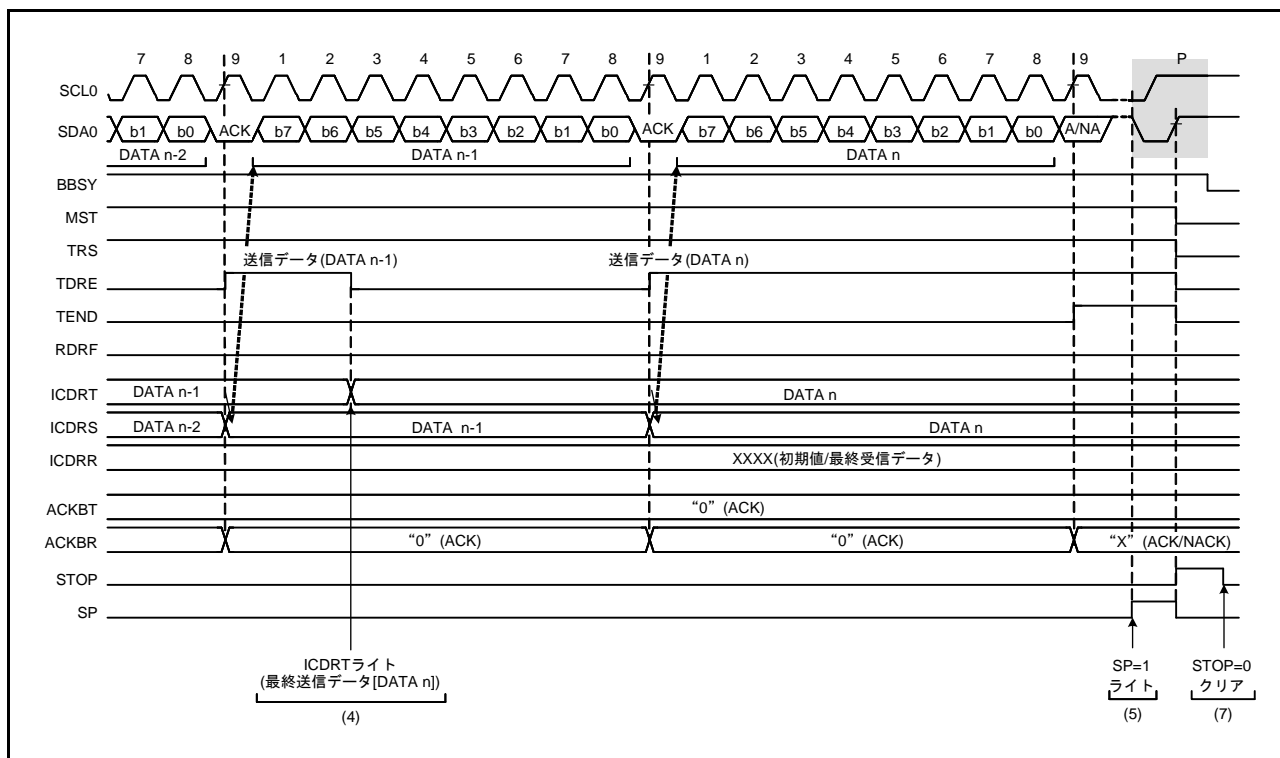 7 8 9 1 2 3 4 5 6 7 8 9 1 2 3 4 5 6 7 8 9 P
SCL0
SDA0 b1 b0 ACK b7 b6 b5 b4 b3 b2 b1 b0 ACK b7 b6 b5 b4 b3 b2 b1 b0 A/NA
DATA n-2 DATA n-1 DATA n
BBSY
MST
TRS
送信データ(DATA n-1) 送信データ(DATA n)
TDRE
TEND
RDRF
ICDRT DATA n-1 DATA n
ICDRS DATA n-2 DATA n-1 DATA n
ICDRR XXXX(初期値/最終受信データ)
ACKBT “0” (ACK)
ACKBR “0” (ACK) “0” (ACK) “X” (ACK/NACK)
STOP
SP
ICDRTライト SP=1 STOP=0
(最終送信データ[DATA n]) ライト クリア
(4) (5) (7)